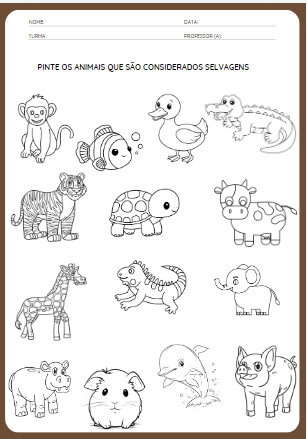 NOME: DATA:
TURMA: PROFESSOR (A):
PINTE OS ANIMAIS QUE SÃO CONSIDERADOS SELVAGENS